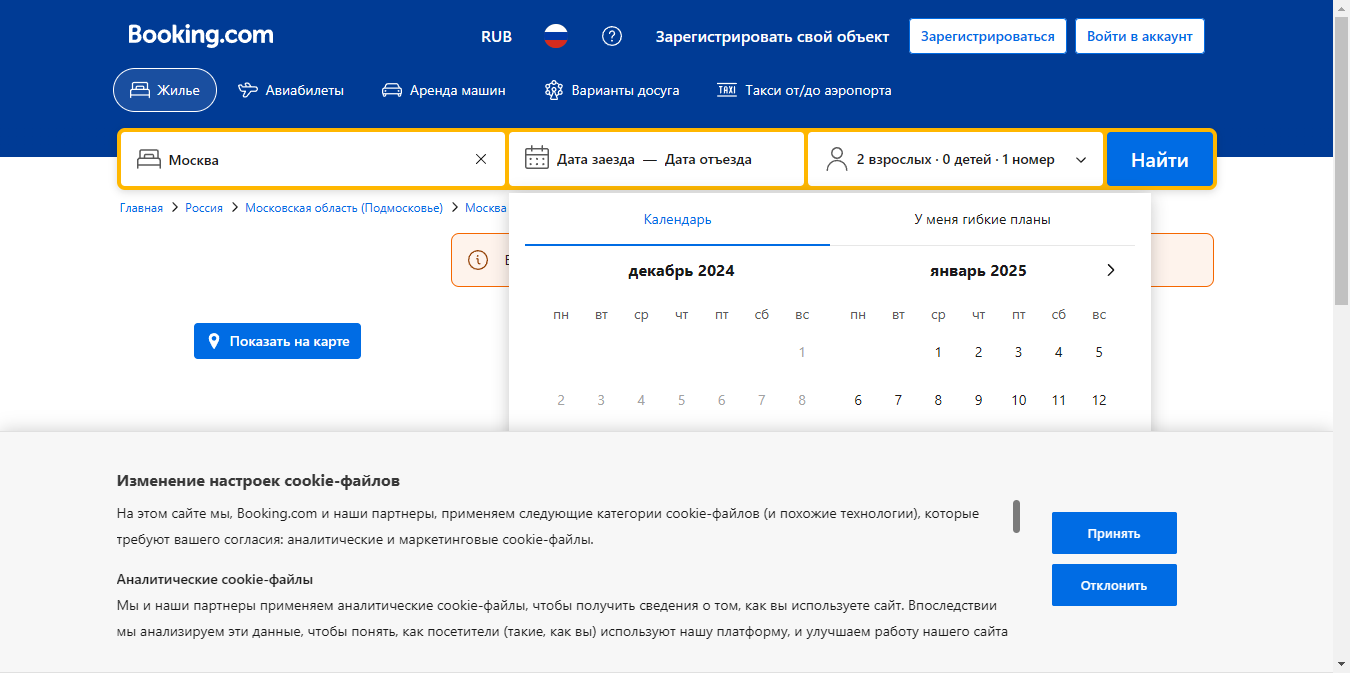 Booking.com
RUB
Зарегистрировать свой объект
Зарегистрироваться
Войти в аккаунт
Жилье
Авиабилеты
Аренда машин
Варианты досуга
TAXI Такси от/до аэропорта
Москва
Дата заезда — Дата отъезда
2 взрослых · 0 детей · 1 номер
Найти
Главная > Россия > Московская область (Подмосковье) > Москва
Календарь
У меня гибкие планы
декабрь 2024
пн вт ср чт пт сб вс
1
2 3 4 5 6 7 8
январь 2025
пн вт ср чт пт сб вс
1 2 3 4 5
6 7 8 9 10 11 12
Показать на карте
Изменение настроек cookie-файлов
На этом сайте мы, Booking.com и наши партнеры, применяем следующие категории cookie-файлов (и похожие технологии), которые
требуют вашего согласия: аналитические и маркетинговые cookie-файлы.
Аналитические cookie-файлы
Мы и наши партнеры применяем аналитические cookie-файлы, чтобы получить сведения о том, как вы используете сайт. Впоследствии
мы анализируем эти данные, чтобы понять, как посетители (такие, как вы) используют нашу платформу, и улучшаем работу нашего сайта
Принять
Отклонить